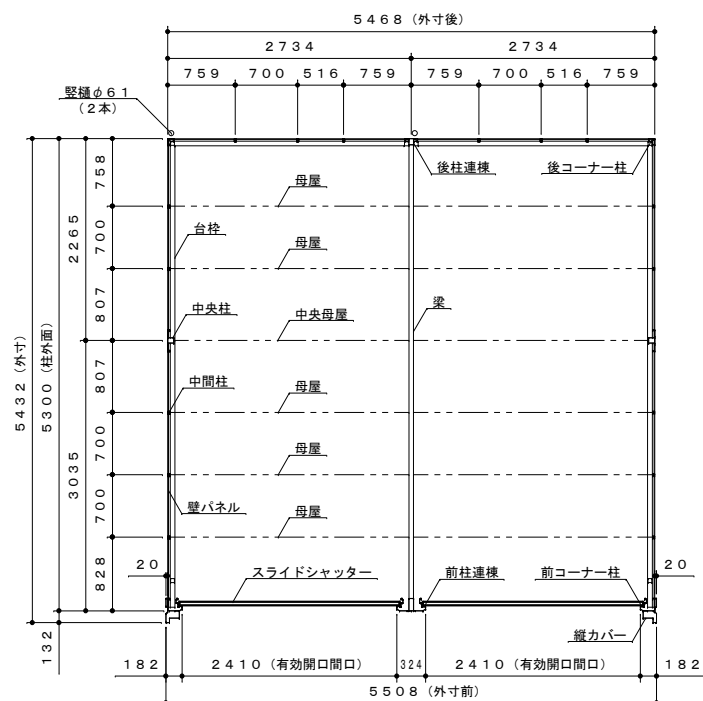 5468（外寸後）
2734
2734
759
700
516
759
759
700
516
759
竪樋φ61
（2本）
後柱連棟
後コーナー柱
母屋
台枠
母屋
中央柱
中央母屋
梁
中間柱
母屋
母屋
壁パネル
母屋
スライドシャッター
前柱連棟
前コーナー柱
縦カバー
758
700
807
807
700
700
828
2265
3035
5300（柱外面）
5432（外寸）
132
20
20
182
2410（有効開口間口）
324
2410（有効開口間口）
182
5508（外寸前）